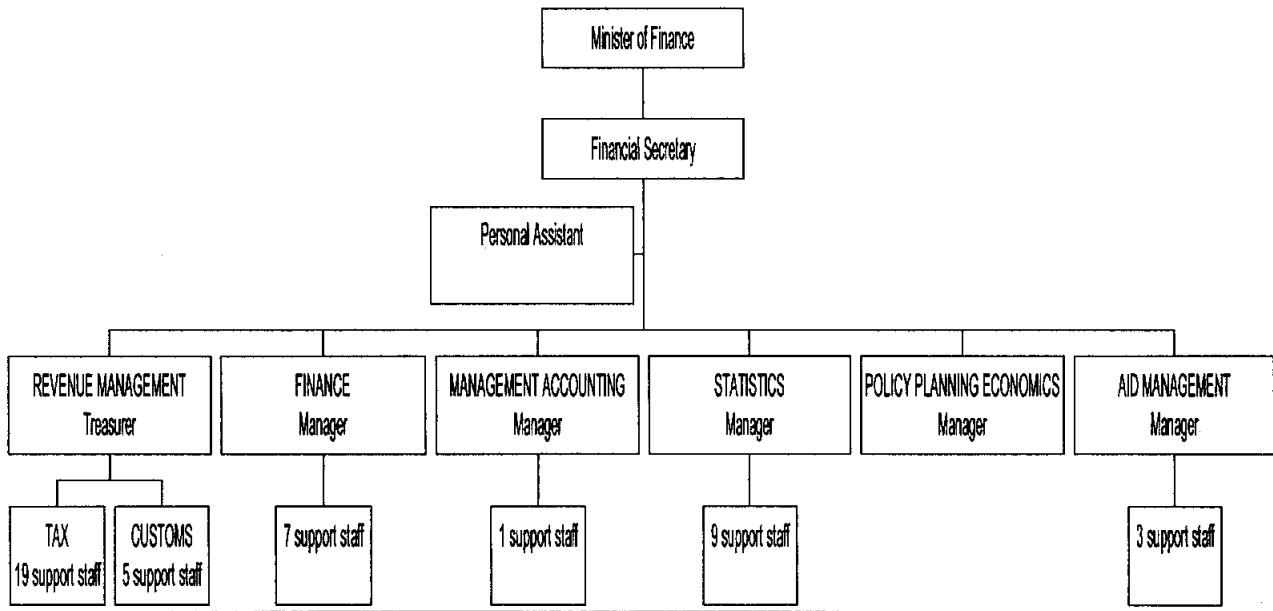 Minister of Finance
Financial Secretary
Personal Assistant
REVENUE MANAGEMENT
Treasurer
FINANCE
Manager
MANAGEMENT ACCOUNTING
Manager
STATISTICS
Manager
POLICY PLANNING ECONOMICS
Manager
AID MANAGEMENT
Manager
TAX
19 support staff
CUSTOMS
5 support staff
7 support staff
1 support staff
9 support staff
3 support staff